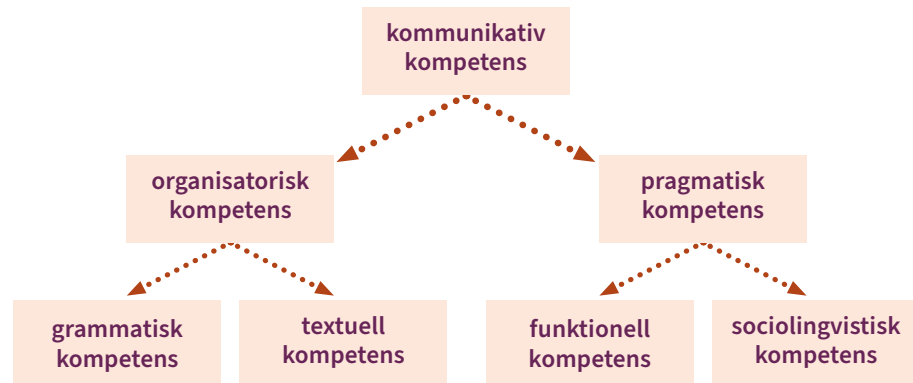 kommunikativ
kompetens
organisatorisk
kompetens
pragmatisk
kompetens
grammatisk
kompetens
textuell
kompetens
funktionell
kompetens
sociolingvistisk
kompetens